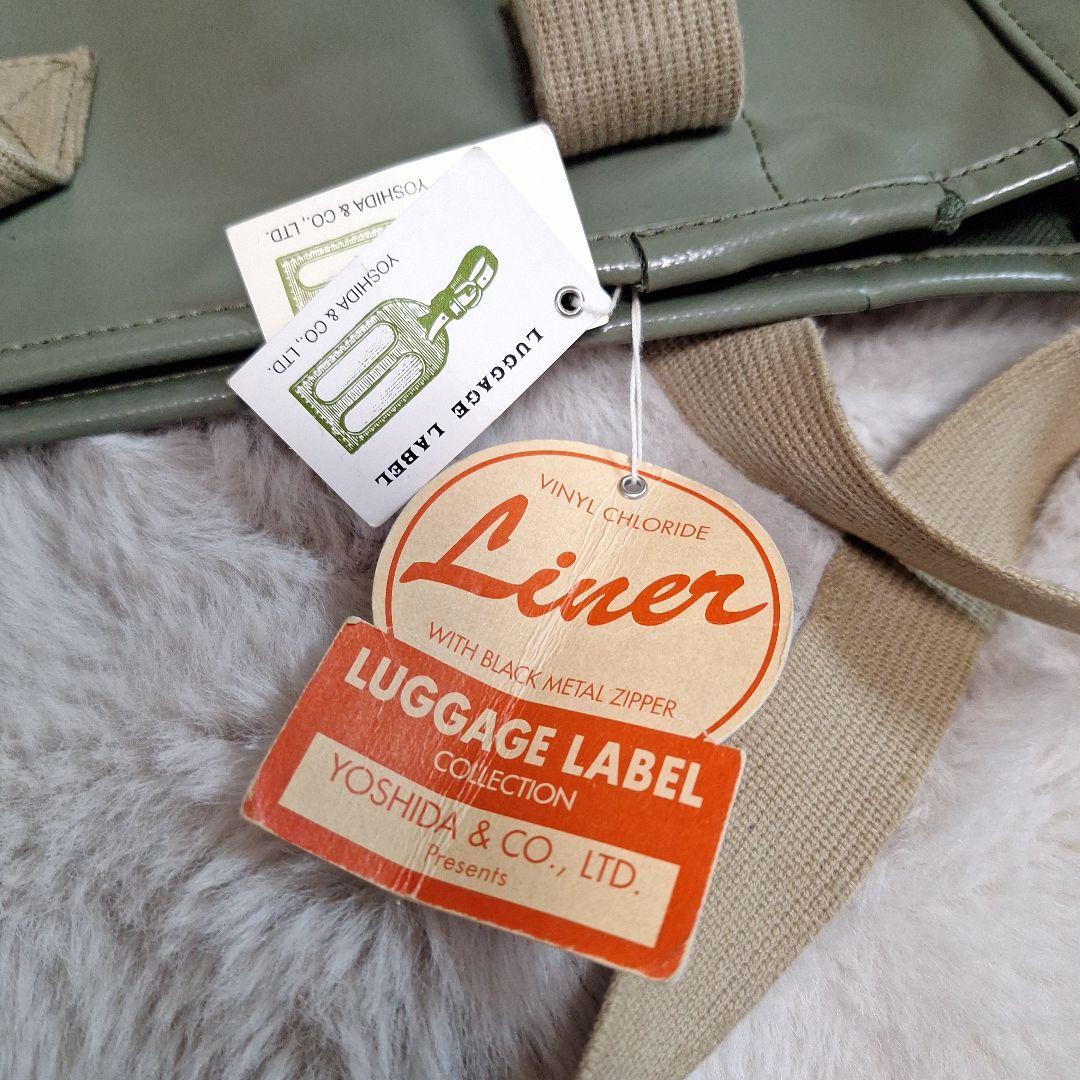 YOSHIDA & CO., LTD.
YOSHIDA & CO., LTD.
LUGGAGE LABEL
VINYL CHLORIDE
Liner
WITH BLACK METAL ZIPPER
LUGGAGE LABEL
COLLECTION
YOSHIDA & CO., LTD.
Presents